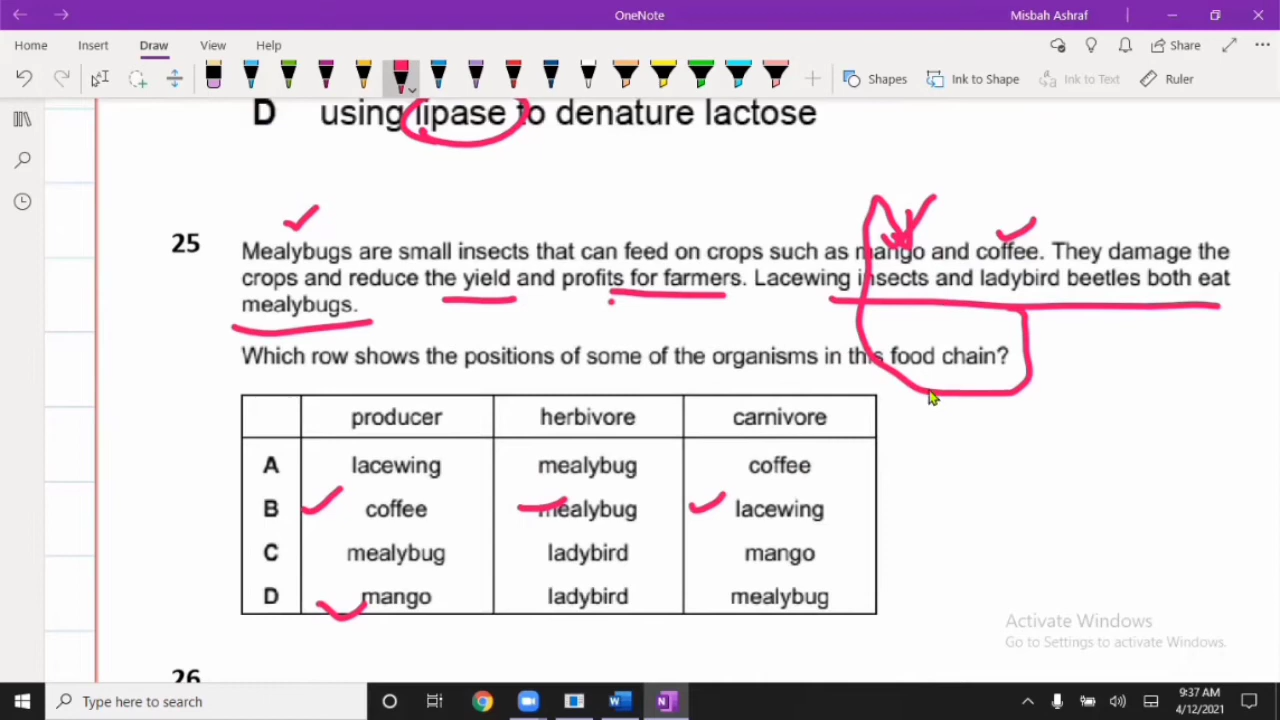 OneNote
Misbah Ashraf
Home Insert Draw View Help
Share
Shapes Ink to Shape Ink to Text Ruler
D using lipase to denature lactose
25 Mealybugs are small insects that can feed on crops such as mango and coffee. They damage the
crops and reduce the yield and profits for farmers. Lacewing insects and ladybird beetles both eat
mealybugs.
Which row shows the positions of some of the organisms in this food chain?
producer herbivore carnivore
A lacewing mealybug coffee
B coffee mealybug lacewing
C mealybug ladybird mango
D mango ladybird mealybug
Activate Windows
Go to Settings to activate Windows.
26
Type here to search
9:37 AM
4/12/2021